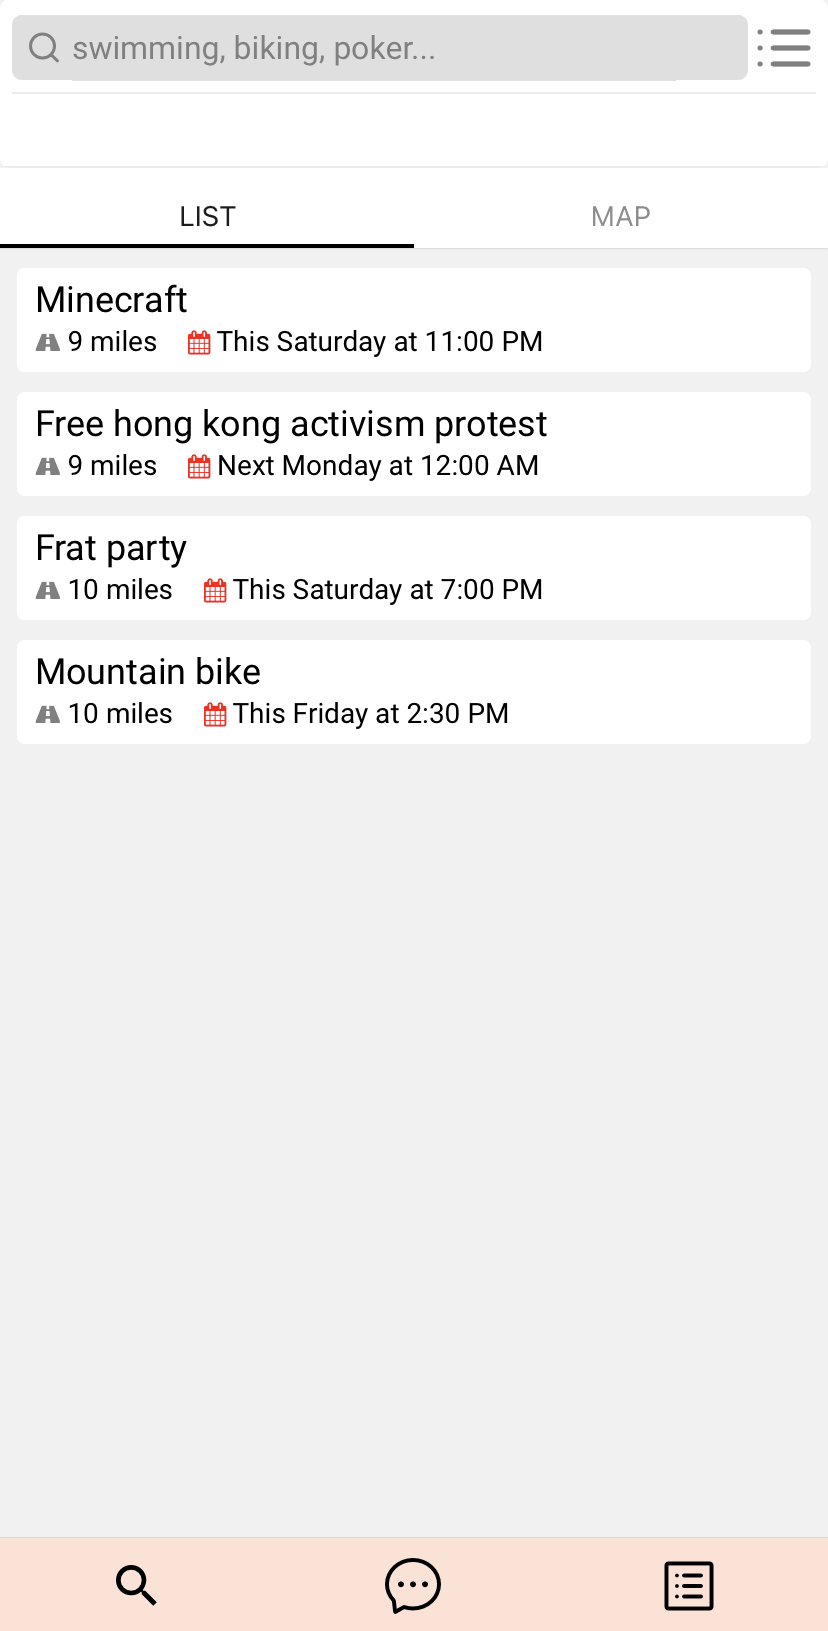 swimming, biking, poker...
LIST
MAP
Minecraft
9 miles This Saturday at 11:00 PM
Free hong kong activism protest
9 miles Next Monday at 12:00 AM
Frat party
10 miles This Saturday at 7:00 PM
Mountain bike
10 miles This Friday at 2:30 PM